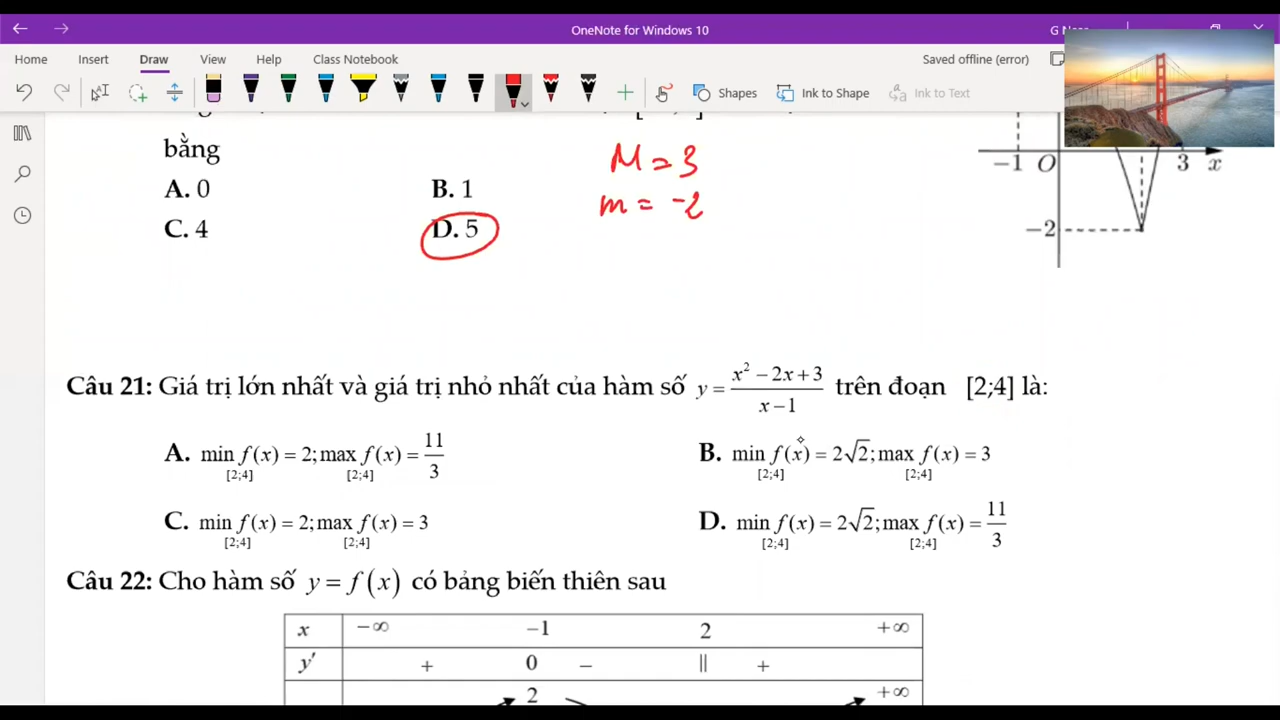 OneNote for Windows 10
Home Insert Draw View Help Class Notebook Saved offline (error)
Shapes Ink to Shape Ink to Text
bằng
A. 0 B. 1
C. 4 D. 5
M = 3
m = -2
-1 O 3 x
-2
Câu 21: Giá trị lớn nhất và giá trị nhỏ nhất của hàm số y = (x² − 2x + 3)/(x − 1) trên đoạn [2;4] là:
A. min f(x) = 2; max f(x) = 11/3 B. min f(x) = 2√2; max f(x) = 3
[2;4] [2;4] [2;4] [2;4]
C. min f(x) = 2; max f(x) = 3 D. min f(x) = 2√2; max f(x) = 11/3
[2;4] [2;4] [2;4] [2;4]
Câu 22: Cho hàm số y = f(x) có bảng biến thiên sau
x −∞ −1 2 +∞
y' + 0 − || +
2 +∞